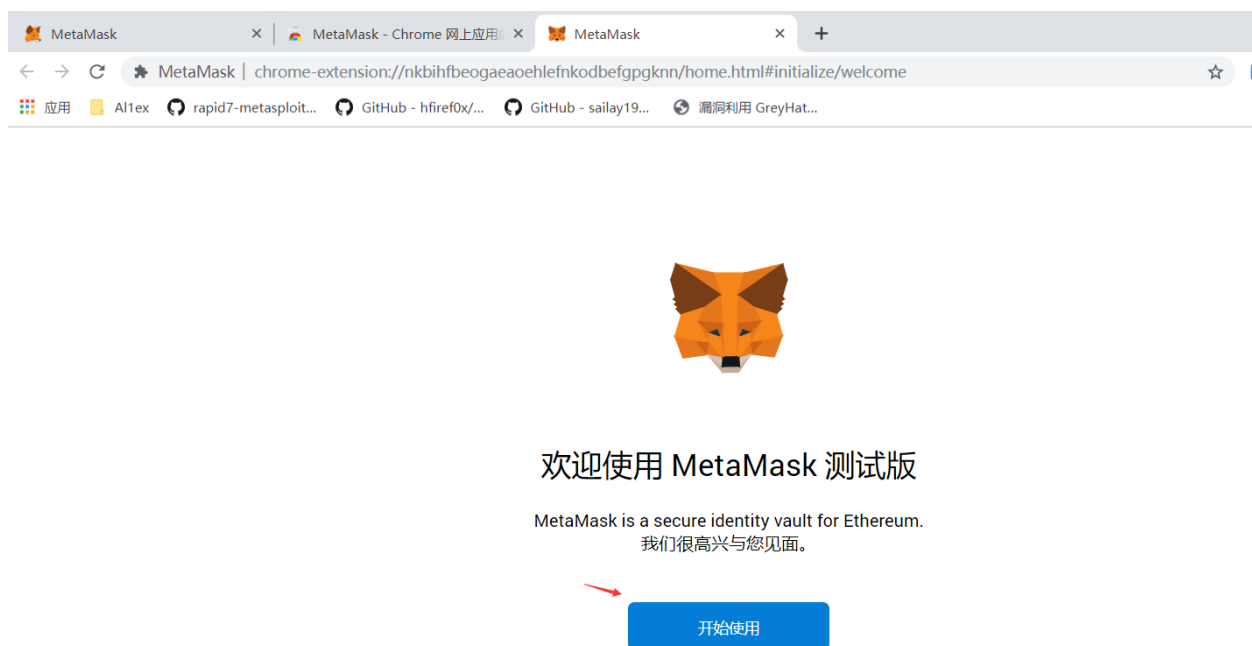 MetaMask
MetaMask - Chrome 网上应用
MetaMask
MetaMask | chrome-extension://nkbihfbeogaeaoehlefnkodbefgpgknn/home.html#initialize/welcome
应用 Al1ex rapid7-metasploit... GitHub - hfiref0x/... GitHub - sailay19... 漏洞利用 GreyHat...
欢迎使用 MetaMask 测试版
MetaMask is a secure identity vault for Ethereum.
我们很高兴与您见面。
开始使用